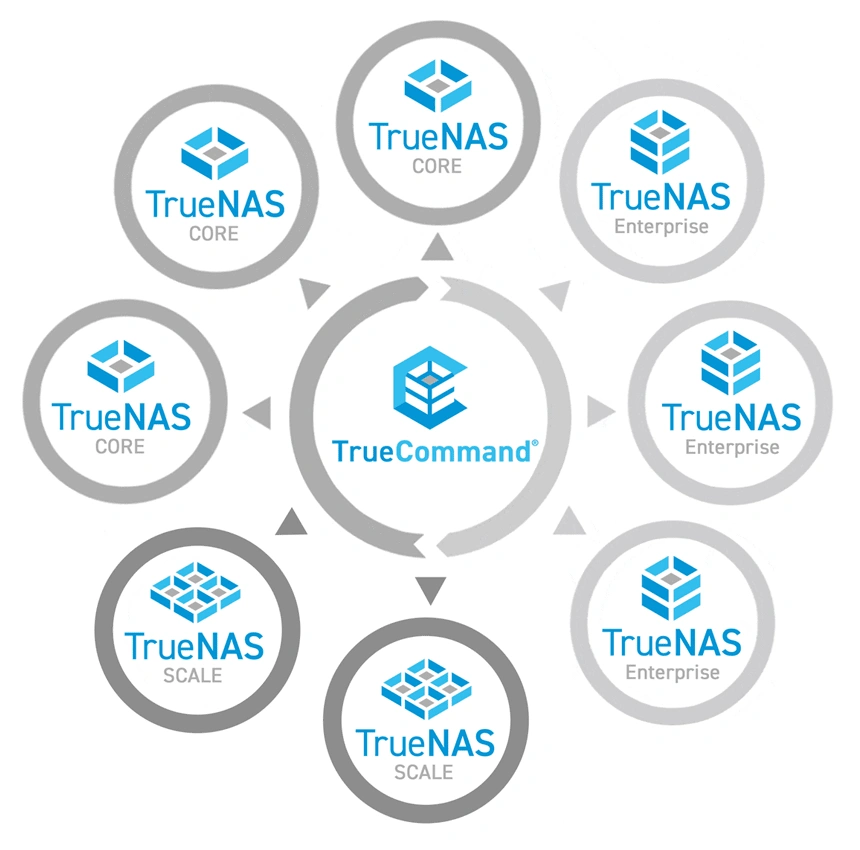 TrueNAS
CORE
TrueNAS
CORE
TrueNAS
Enterprise
TrueNAS
CORE
TrueCommand®
TrueNAS
Enterprise
TrueNAS
SCALE
TrueNAS
Enterprise
TrueNAS
SCALE